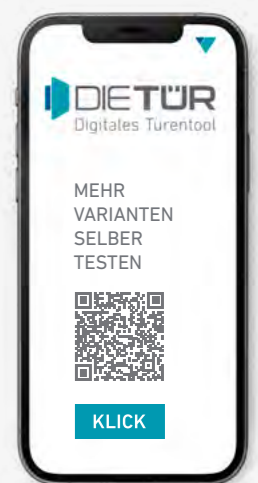 DIETÜR
Digitales Türentool
MEHR
VARIANTEN
SELBER
TESTEN
KLICK